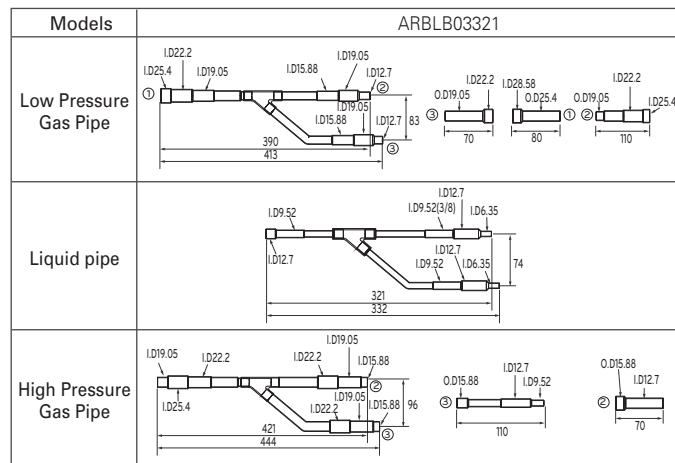 Models
ARBLB03321
Low Pressure
Gas Pipe
I.D25.4
I.D22.2
I.D19.05
①
I.D15.88
I.D19.05
I.D12.7
②
I.D15.88
I.D19.05
I.D12.7
③
83
390
413
③
O.D19.05
I.D22.2
70
I.D28.58
O.D25.4
①
80
②
O.D19.05
I.D22.2
I.D25.4
110
Liquid pipe
I.D9.52
I.D12.7
I.D9.52(3/8)
I.D12.7
I.D6.35
I.D9.52
I.D12.7
I.D6.35
74
321
332
High Pressure
Gas Pipe
I.D19.05
I.D22.2
I.D25.4
I.D22.2
I.D19.05
I.D15.88
②
I.D22.2
I.D19.05
I.D15.88
③
96
421
444
③
O.D15.88
I.D12.7
I.D9.52
110
②
O.D15.88
I.D12.7
70